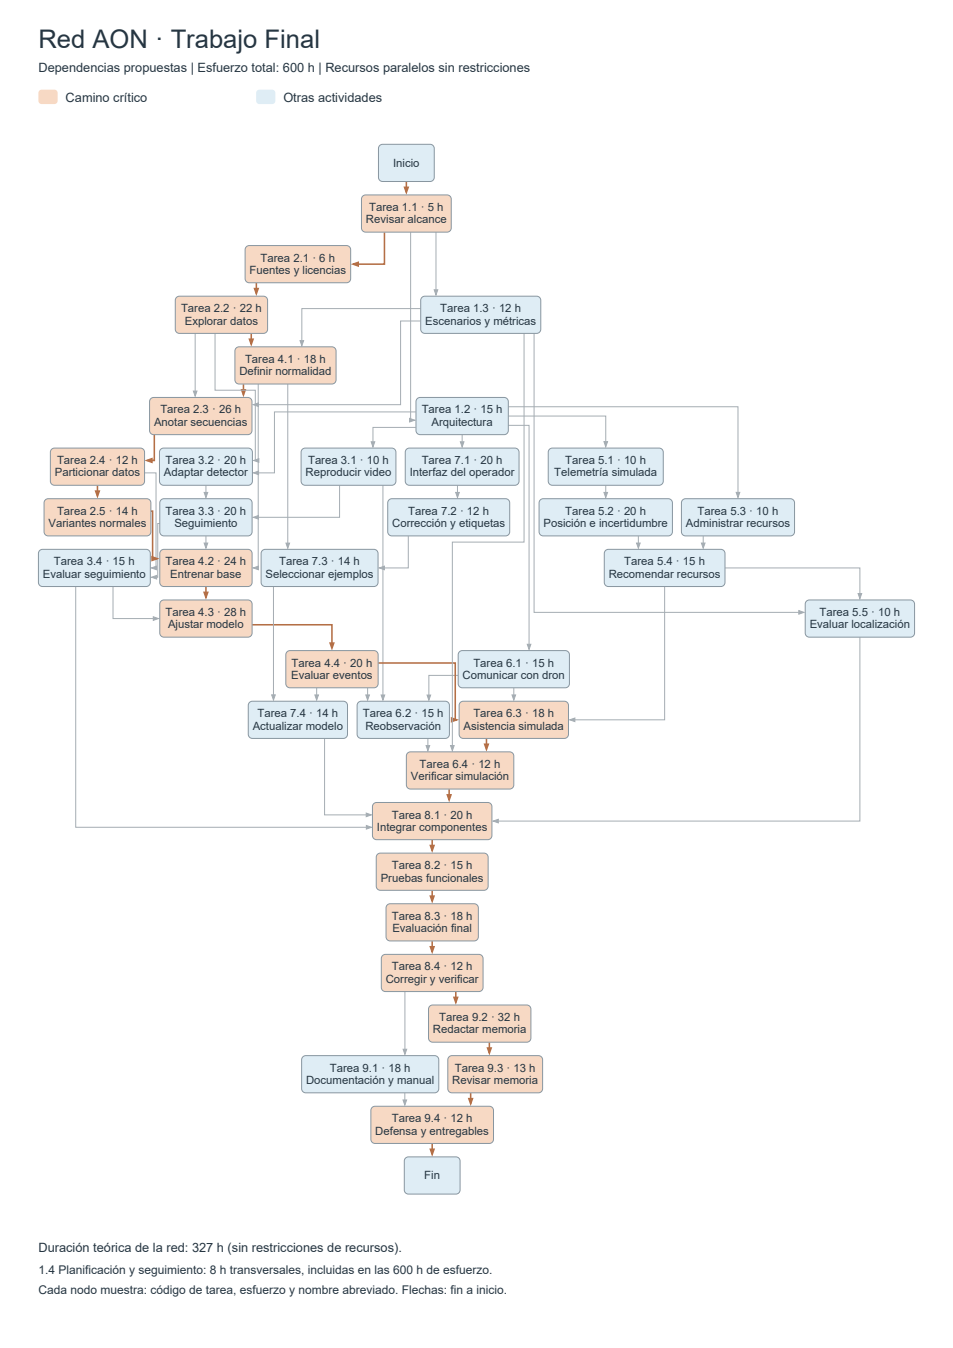 Red AON · Trabajo Final
Dependencias propuestas | Esfuerzo total: 600 h | Recursos paralelos sin restricciones
Camino crítico
Otras actividades
Inicio
Tarea 1.1 · 5 h
Revisar alcance
Tarea 2.1 · 6 h
Fuentes y licencias
Tarea 2.2 · 22 h
Explorar datos
Tarea 1.3 · 12 h
Escenarios y métricas
Tarea 4.1 · 18 h
Definir normalidad
Tarea 2.3 · 26 h
Anotar secuencias
Tarea 1.2 · 15 h
Arquitectura
Tarea 2.4 · 12 h
Particionar datos
Tarea 3.2 · 20 h
Adaptar detector
Tarea 3.1 · 10 h
Reproducir video
Tarea 7.1 · 20 h
Interfaz del operador
Tarea 5.1 · 10 h
Telemetría simulada
Tarea 2.5 · 14 h
Variantes normales
Tarea 3.3 · 20 h
Seguimiento
Tarea 7.2 · 12 h
Corrección y etiquetas
Tarea 5.2 · 20 h
Posición e incertidumbre
Tarea 5.3 · 10 h
Administrar recursos
Tarea 3.4 · 15 h
Evaluar seguimiento
Tarea 4.2 · 24 h
Entrenar base
Tarea 7.3 · 14 h
Seleccionar ejemplos
Tarea 5.4 · 15 h
Recomendar recursos
Tarea 4.3 · 28 h
Ajustar modelo
Tarea 5.5 · 10 h
Evaluar localización
Tarea 4.4 · 20 h
Evaluar eventos
Tarea 6.1 · 15 h
Comunicar con dron
Tarea 7.4 · 14 h
Actualizar modelo
Tarea 6.2 · 15 h
Reobservación
Tarea 6.3 · 18 h
Asistencia simulada
Tarea 6.4 · 12 h
Verificar simulación
Tarea 8.1 · 20 h
Integrar componentes
Tarea 8.2 · 15 h
Pruebas funcionales
Tarea 8.3 · 18 h
Evaluación final
Tarea 8.4 · 12 h
Corregir y verificar
Tarea 9.2 · 32 h
Redactar memoria
Tarea 9.1 · 18 h
Documentación y manual
Tarea 9.3 · 13 h
Revisar memoria
Tarea 9.4 · 12 h
Defensa y entregables
Fin
Duración teórica de la red: 327 h (sin restricciones de recursos).
1.4 Planificación y seguimiento: 8 h transversales, incluidas en las 600 h de esfuerzo.
Cada nodo muestra: código de tarea, esfuerzo y nombre abreviado. Flechas: fin a inicio.